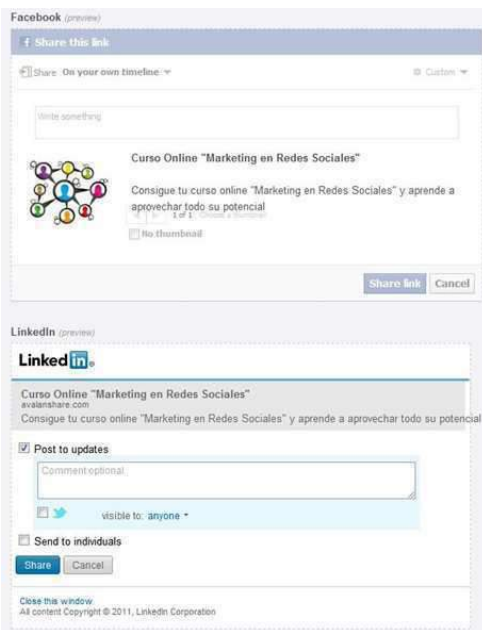 Facebook (preview)
f Share this link
Share: On your own timeline
Custom
Write something
Curso Online "Marketing en Redes Sociales"
Consigue tu curso online "Marketing en Redes Sociales" y aprende a
aprovechar todo su potencial
1 of 1 Choose a thumbnail
No thumbnail
Share link Cancel
LinkedIn (preview)
Linked in®
Curso Online "Marketing en Redes Sociales"
avalanshare.com
Consigue tu curso online "Marketing en Redes Sociales" y aprende a aprovechar todo su potencial
Post to updates
Comment optional
visible to: anyone
Send to individuals
Share Cancel
Close this window
All content Copyright © 2011, LinkedIn Corporation